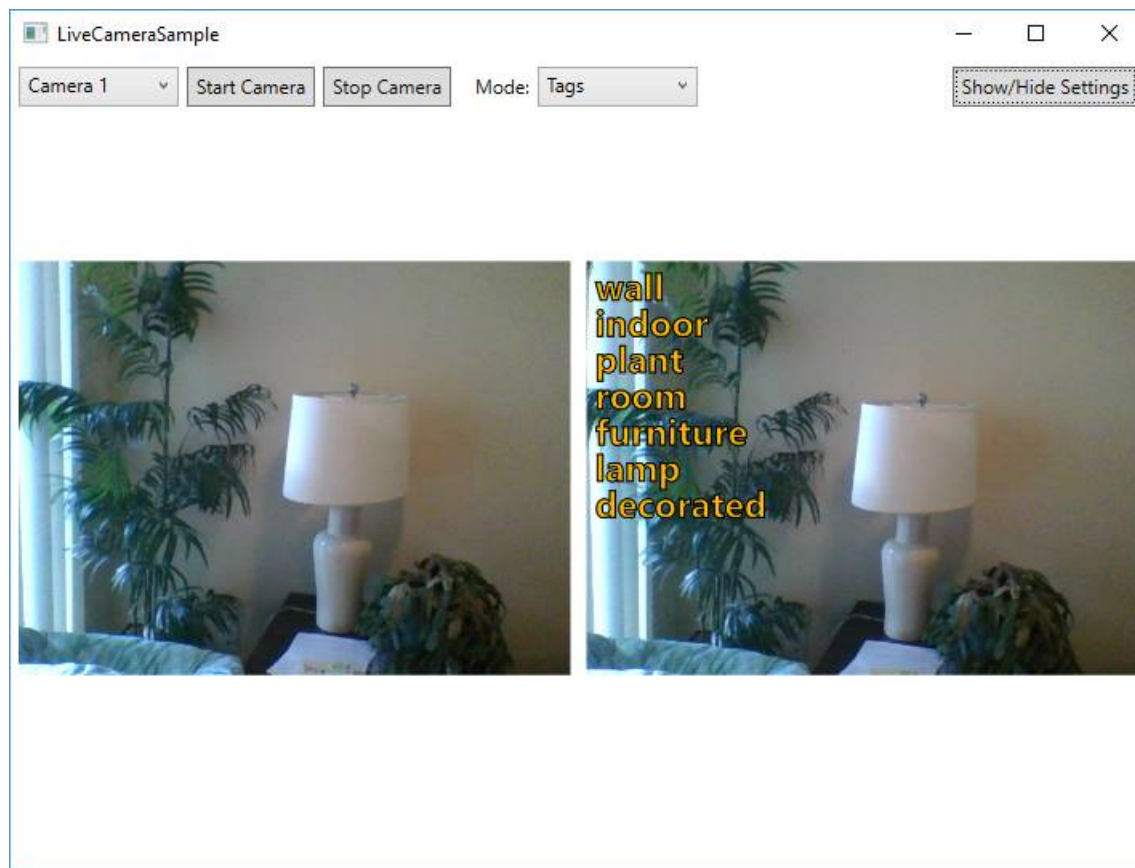 LiveCameraSample
Camera 1 Start Camera Stop Camera Mode: Tags Show/Hide Settings
wall
indoor
plant
room
furniture
lamp
decorated